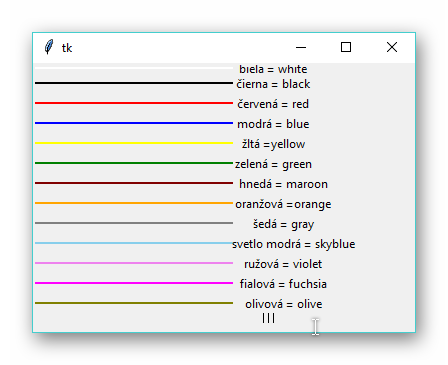 tk
biela = white
čierna = black
červená = red
modrá = blue
žltá =yellow
zelená = green
hnedá = maroon
oranžová =orange
šedá = gray
svetlo modrá = skyblue
ružová = violet
fialová = fuchsia
olivová = olive
| | |